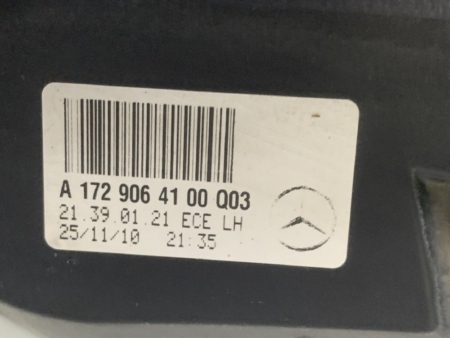 A 172 906 41 00 Q03
21.39.01.21 ECE LH
25/11/10 21:35